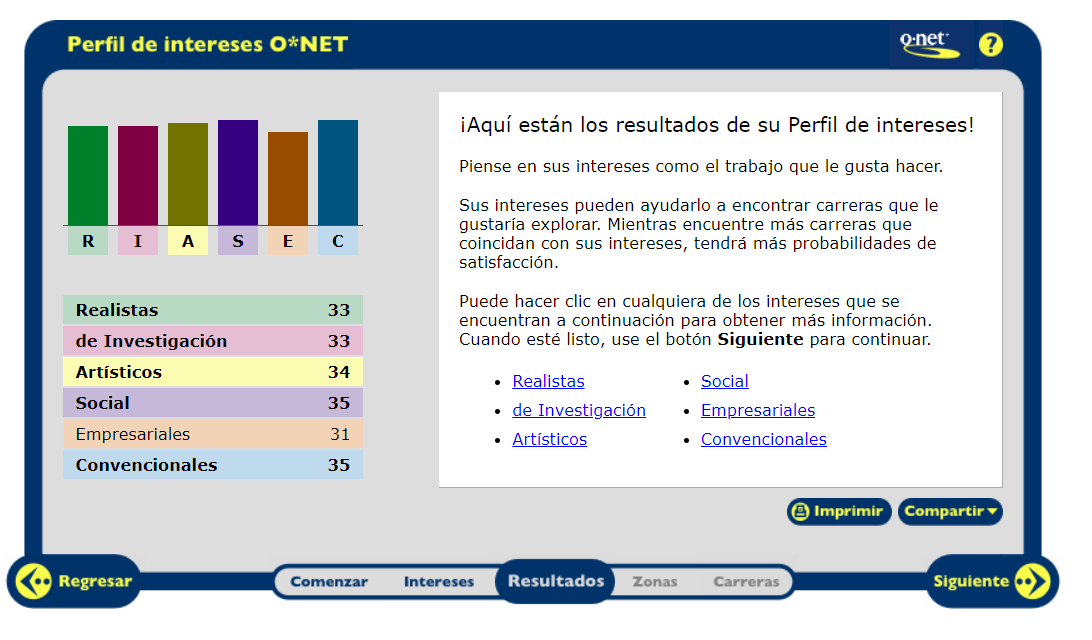 Perfil de intereses O*NET
o·net
?
R I A S E C
Realistas 33
de Investigación 33
Artísticos 34
Social 35
Empresariales 31
Convencionales 35
¡Aquí están los resultados de su Perfil de intereses!
Piense en sus intereses como el trabajo que le gusta hacer.
Sus intereses pueden ayudarlo a encontrar carreras que le
gustaría explorar. Mientras encuentre más carreras que
coincidan con sus intereses, tendrá más probabilidades de
satisfacción.
Puede hacer clic en cualquiera de los intereses que se
encuentran a continuación para obtener más información.
Cuando esté listo, use el botón Siguiente para continuar.
• Realistas
• de Investigación
• Artísticos
• Social
• Empresariales
• Convencionales
Imprimir
Compartir
Regresar
Comenzar Intereses Resultados Zonas Carreras
Siguiente